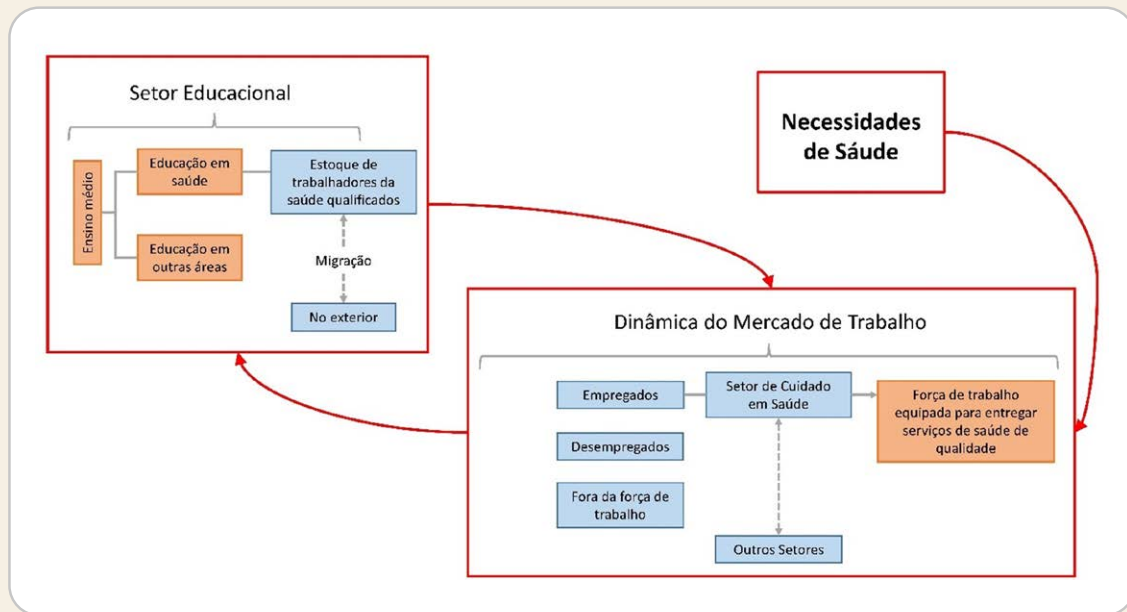 Setor Educacional
Ensino médio
Educação em
saúde
Educação em
outras áreas
Estoque de
trabalhadores da
saúde qualificados
Migração
No exterior
Necessidades
de Sáude
Dinâmica do Mercado de Trabalho
Empregados
Desempregados
Fora da força de
trabalho
Setor de Cuidado
em Saúde
Outros Setores
Força de trabalho
equipada para entregar
serviços de saúde de
qualidade